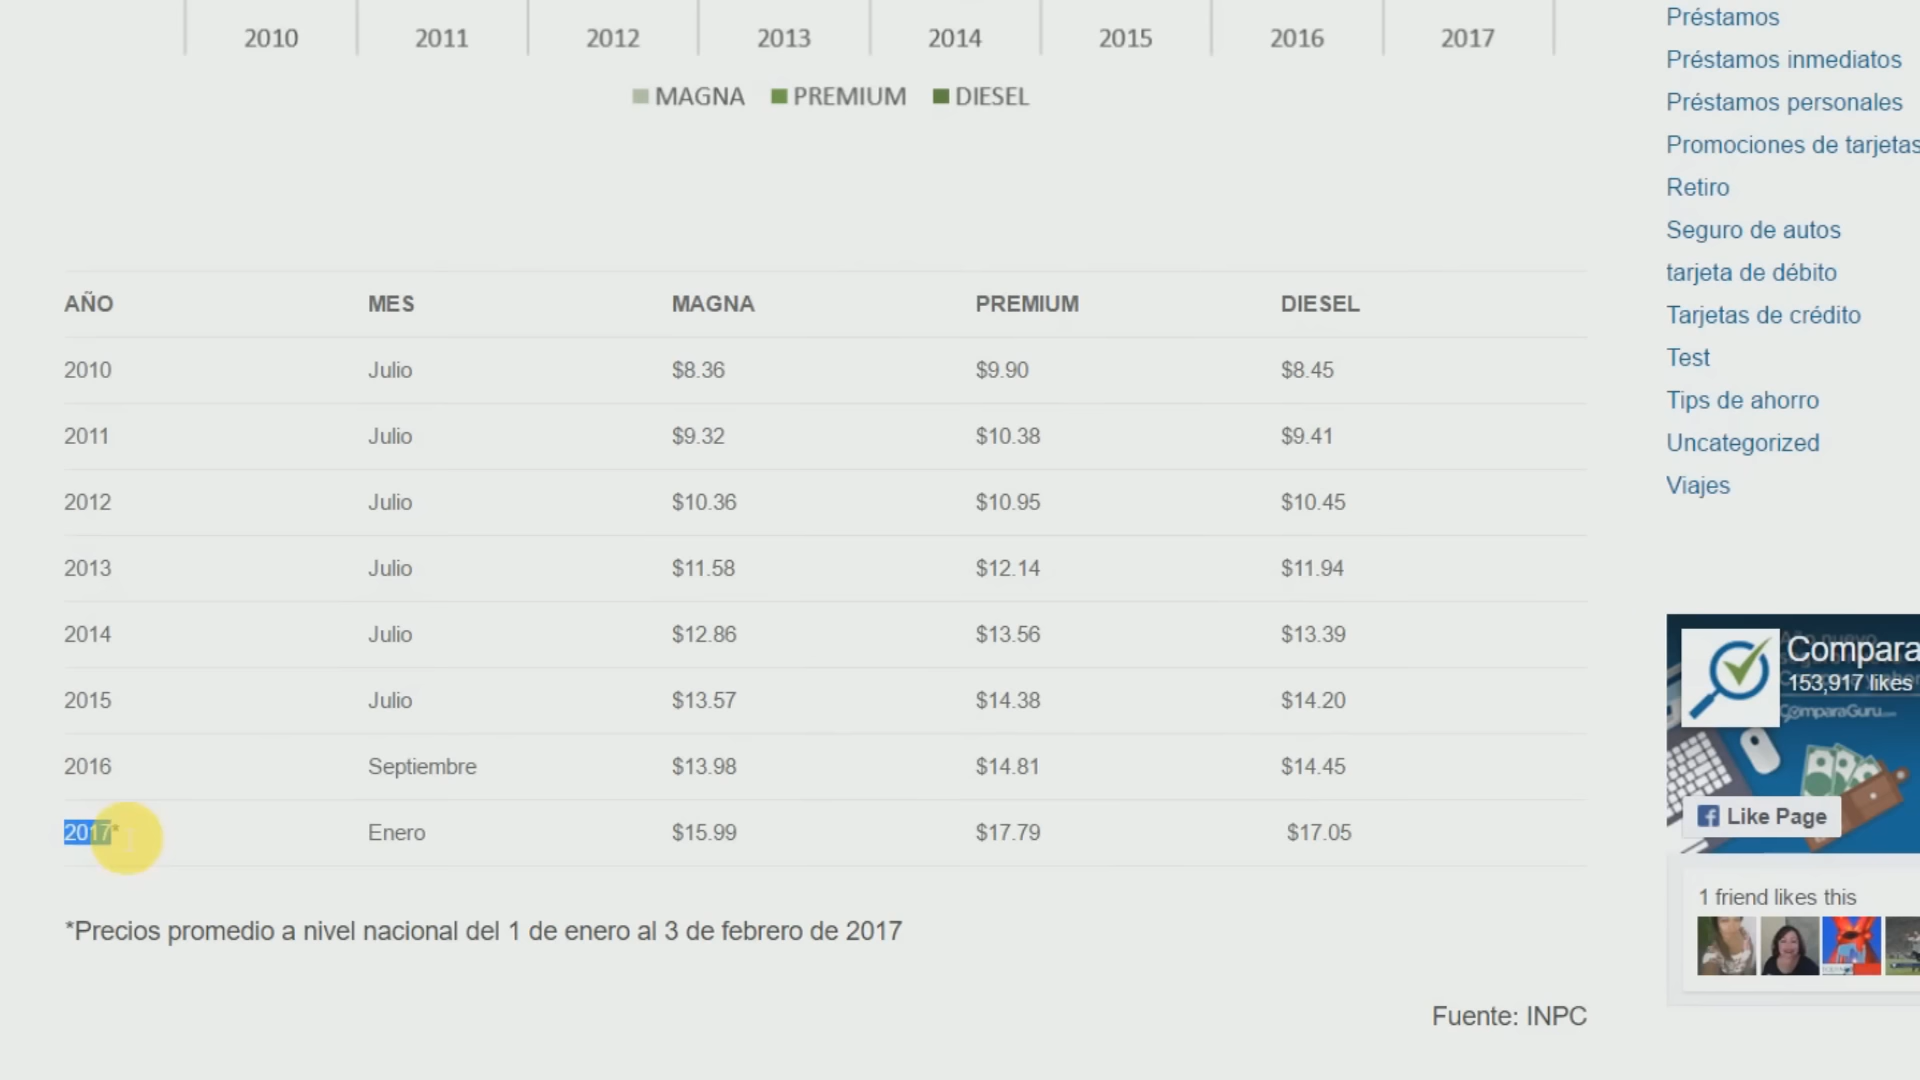 2010 2011 2012 2013 2014 2015 2016 2017
MAGNA PREMIUM DIESEL
AÑO MES MAGNA PREMIUM DIESEL
2010 Julio $8.36 $9.90 $8.45
2011 Julio $9.32 $10.38 $9.41
2012 Julio $10.36 $10.95 $10.45
2013 Julio $11.58 $12.14 $11.94
2014 Julio $12.86 $13.56 $13.39
2015 Julio $13.57 $14.38 $14.20
2016 Septiembre $13.98 $14.81 $14.45
2017* Enero $15.99 $17.79 $17.05
*Precios promedio a nivel nacional del 1 de enero al 3 de febrero de 2017
Fuente: INPC
Préstamos
Préstamos inmediatos
Préstamos personales
Promociones de tarjetas
Retiro
Seguro de autos
tarjeta de débito
Tarjetas de crédito
Test
Tips de ahorro
Uncategorized
Viajes
Compara
153,917 likes
ComparaGuru.com
Like Page
1 friend likes this